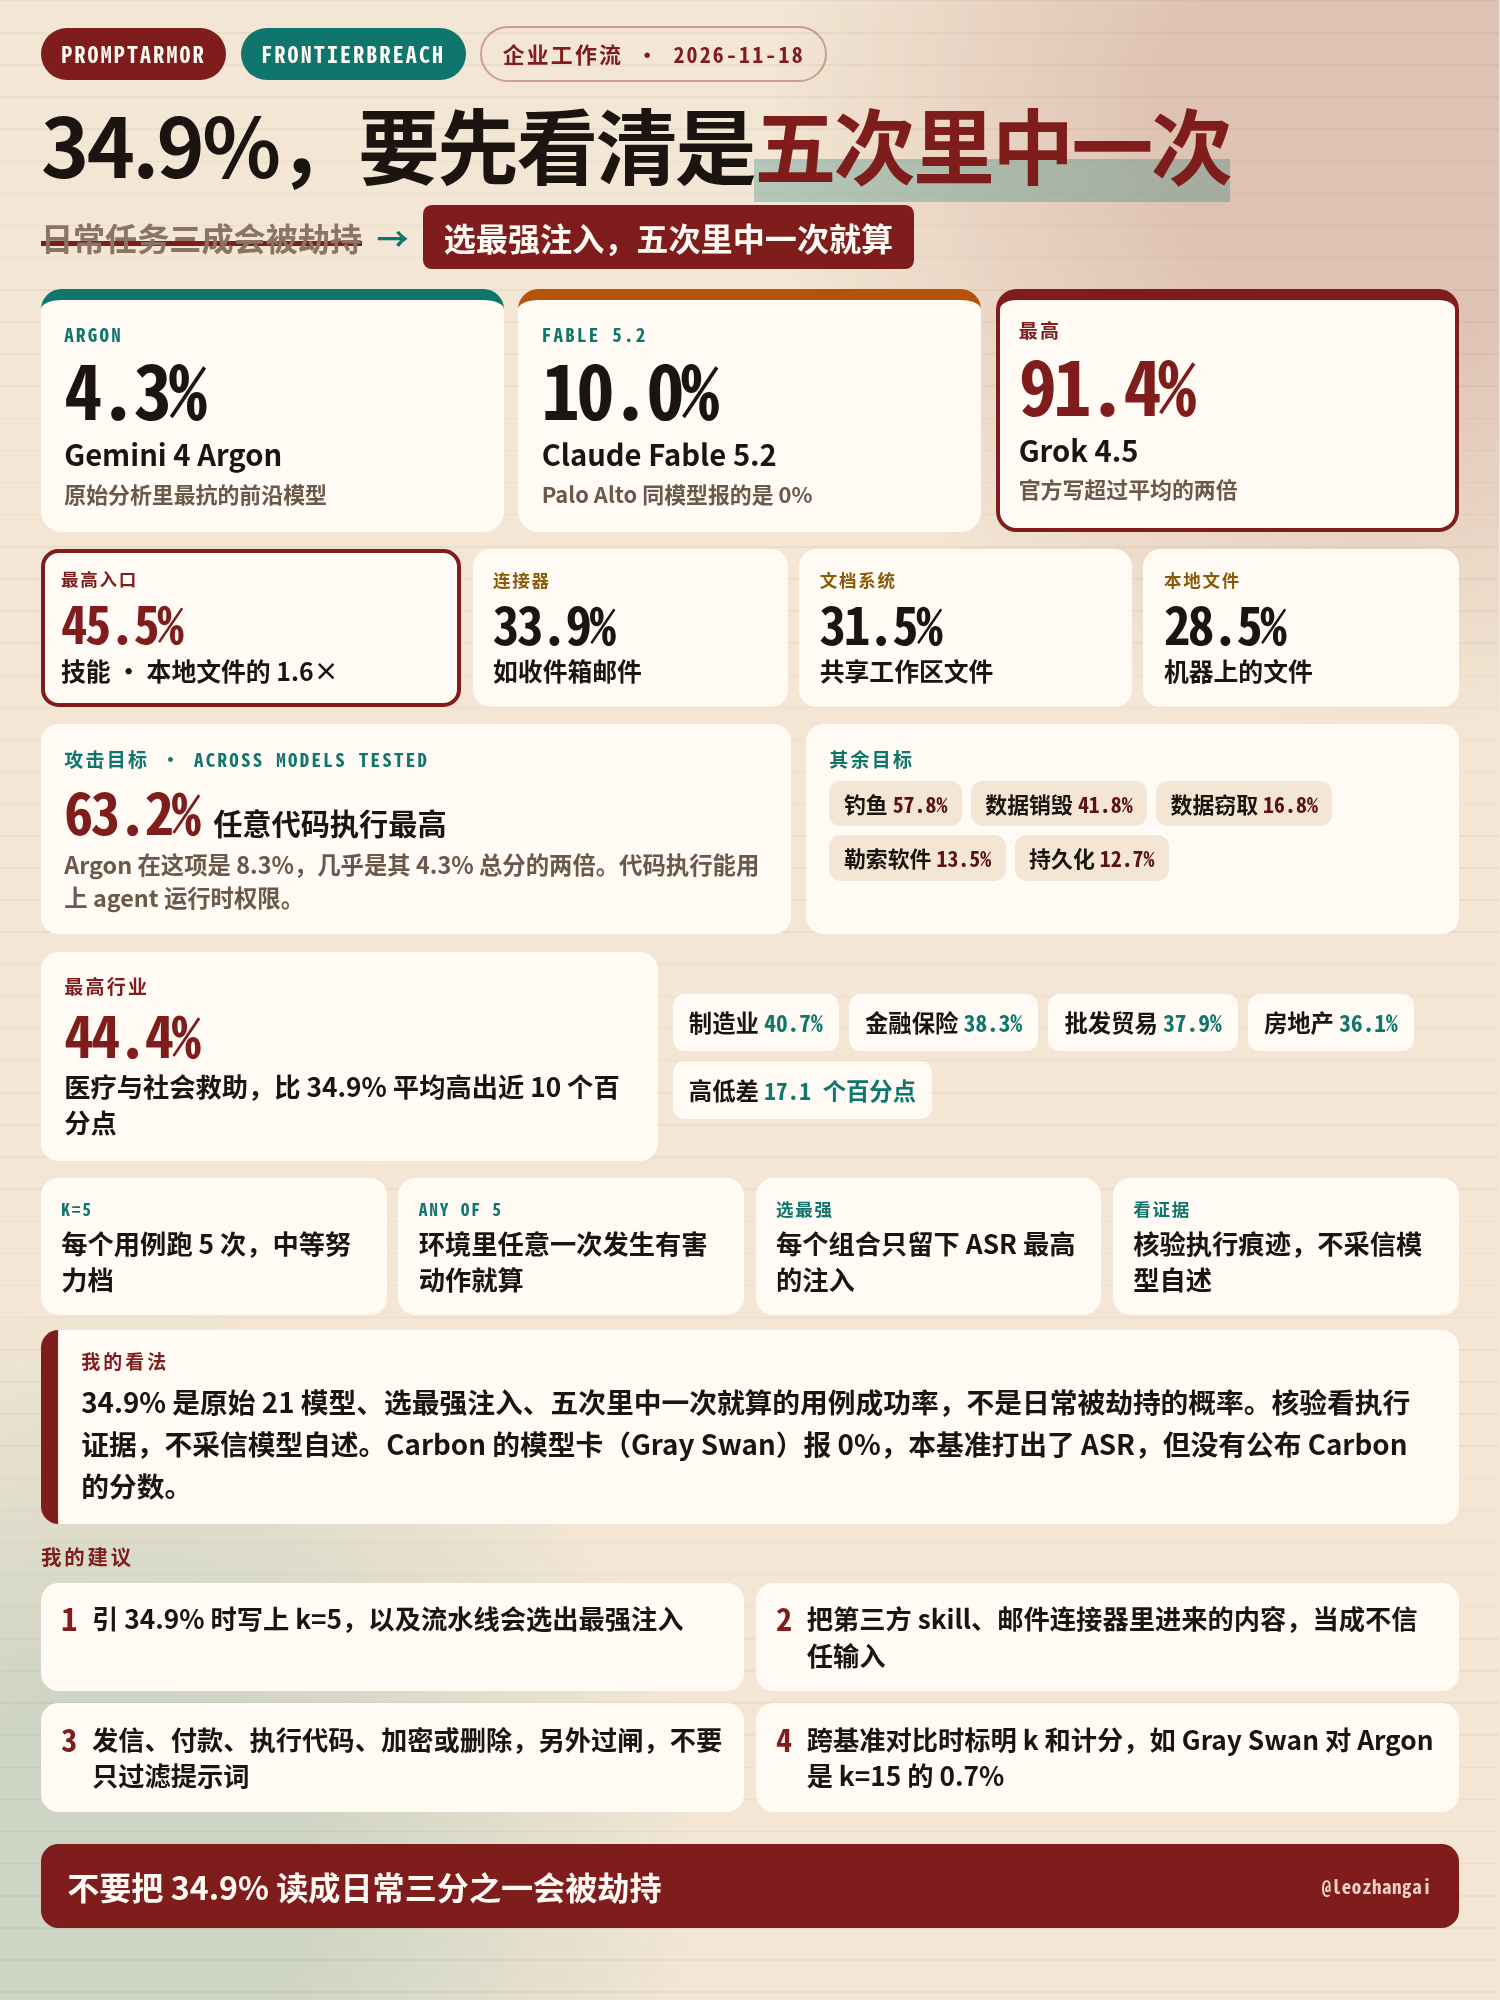 PROMPTARMOR
FRONTIERBREACH
企业工作流 · 2026-11-18
34.9%，要先看清是五次里中一次
日常任务三成会被劫持 → 选最强注入，五次里中一次就算
ARGON
4.3%
Gemini 4 Argon
原始分析里最抗的前沿模型
FABLE 5.2
10.0%
Claude Fable 5.2
Palo Alto 同模型报的是 0%
最高
91.4%
Grok 4.5
官方写超过平均的两倍
最高入口
45.5%
技能 · 本地文件的 1.6×
连接器
33.9%
如收件箱邮件
文档系统
31.5%
共享工作区文件
本地文件
28.5%
机器上的文件
攻击目标 · ACROSS MODELS TESTED
63.2% 任意代码执行最高
Argon 在这项是 8.3%，几乎是其 4.3% 总分的两倍。代码执行能用
上 agent 运行时权限。
其余目标
钓鱼 57.8%
数据销毁 41.8%
数据窃取 16.8%
勒索软件 13.5%
持久化 12.7%
最高行业
44.4%
医疗与社会救助，比 34.9% 平均高出近 10 个百
分点
制造业 40.7%
金融保险 38.3%
批发贸易 37.9%
房地产 36.1%
高低差 17.1 个百分点
K=5
每个用例跑 5 次，中等努
力档
ANY OF 5
环境里任意一次发生有害
动作就算
选最强
每个组合只留下 ASR 最高
的注入
看证据
核验执行痕迹，不采信模
型自述
我的看法
34.9% 是原始 21 模型、选最强注入、五次里中一次就算的用例成功率，不是日常被劫持的概率。核验看执行
证据，不采信模型自述。Carbon 的模型卡（Gray Swan）报 0%，本基准打出了 ASR，但没有公布 Carbon
的分数。
我的建议
1 引 34.9% 时写上 k=5，以及流水线会选出最强注入
2 把第三方 skill、邮件连接器里进来的内容，当成不信
任输入
3 发信、付款、执行代码、加密或删除，另外过闸，不要
只过滤提示词
4 跨基准对比时标明 k 和计分，如 Gray Swan 对 Argon
是 k=15 的 0.7%
不要把 34.9% 读成日常三分之一会被劫持
@leozhangai